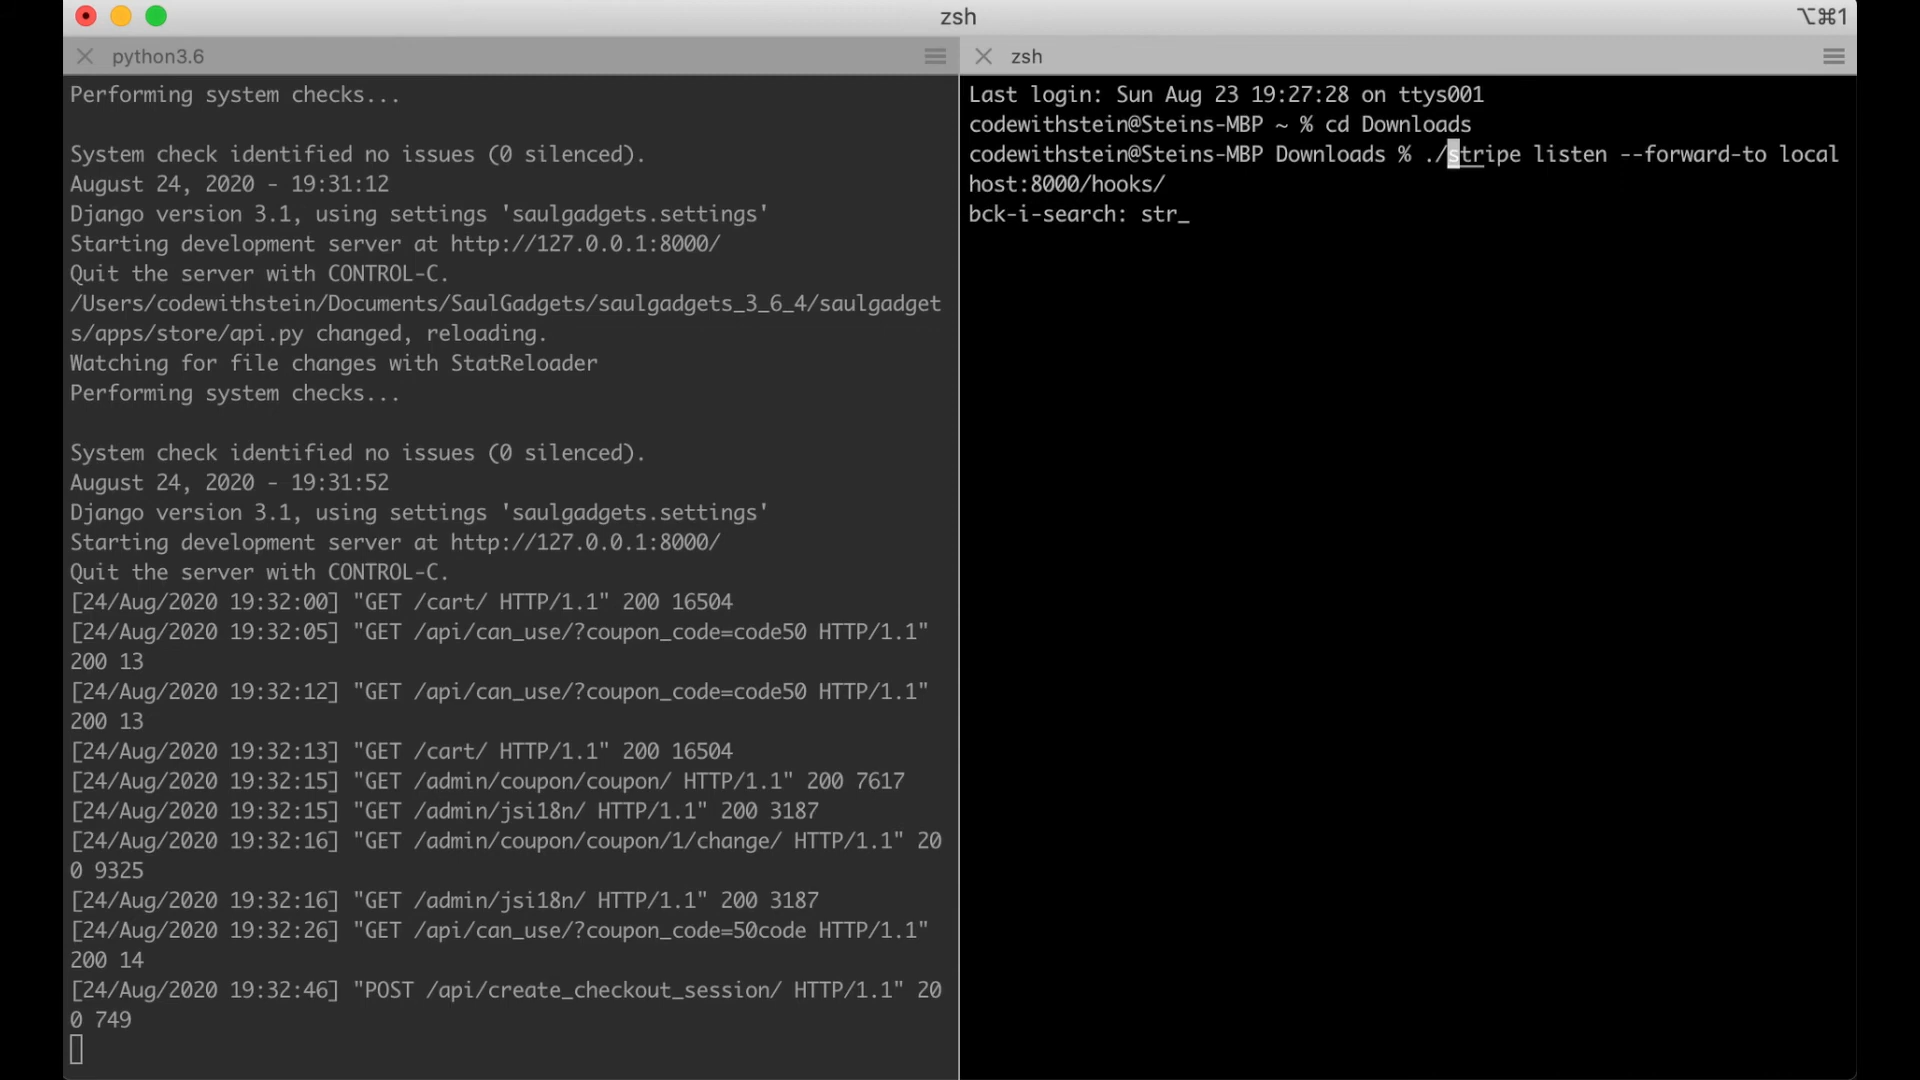 zsh
⌥⌘1
python3.6
Performing system checks...
System check identified no issues (0 silenced).
August 24, 2020 - 19:31:12
Django version 3.1, using settings 'saulgadgets.settings'
Starting development server at http://127.0.0.1:8000/
Quit the server with CONTROL-C.
/Users/codewithstein/Documents/SaulGadgets/saulgadgets_3_6_4/saulgadget
s/apps/store/api.py changed, reloading.
Watching for file changes with StatReloader
Performing system checks...
System check identified no issues (0 silenced).
August 24, 2020 - 19:31:52
Django version 3.1, using settings 'saulgadgets.settings'
Starting development server at http://127.0.0.1:8000/
Quit the server with CONTROL-C.
[24/Aug/2020 19:32:00] "GET /cart/ HTTP/1.1" 200 16504
[24/Aug/2020 19:32:05] "GET /api/can_use/?coupon_code=code50 HTTP/1.1"
200 13
[24/Aug/2020 19:32:12] "GET /api/can_use/?coupon_code=code50 HTTP/1.1"
200 13
[24/Aug/2020 19:32:13] "GET /cart/ HTTP/1.1" 200 16504
[24/Aug/2020 19:32:15] "GET /admin/coupon/coupon/ HTTP/1.1" 200 7617
[24/Aug/2020 19:32:15] "GET /admin/jsi18n/ HTTP/1.1" 200 3187
[24/Aug/2020 19:32:16] "GET /admin/coupon/coupon/1/change/ HTTP/1.1" 20
0 9325
[24/Aug/2020 19:32:16] "GET /admin/jsi18n/ HTTP/1.1" 200 3187
[24/Aug/2020 19:32:26] "GET /api/can_use/?coupon_code=50code HTTP/1.1"
200 14
[24/Aug/2020 19:32:46] "POST /api/create_checkout_session/ HTTP/1.1" 20
0 749
zsh
Last login: Sun Aug 23 19:27:28 on ttys001
codewithstein@Steins-MBP ~ % cd Downloads
codewithstein@Steins-MBP Downloads % ./stripe listen --forward-to local
host:8000/hooks/
bck-i-search: str_